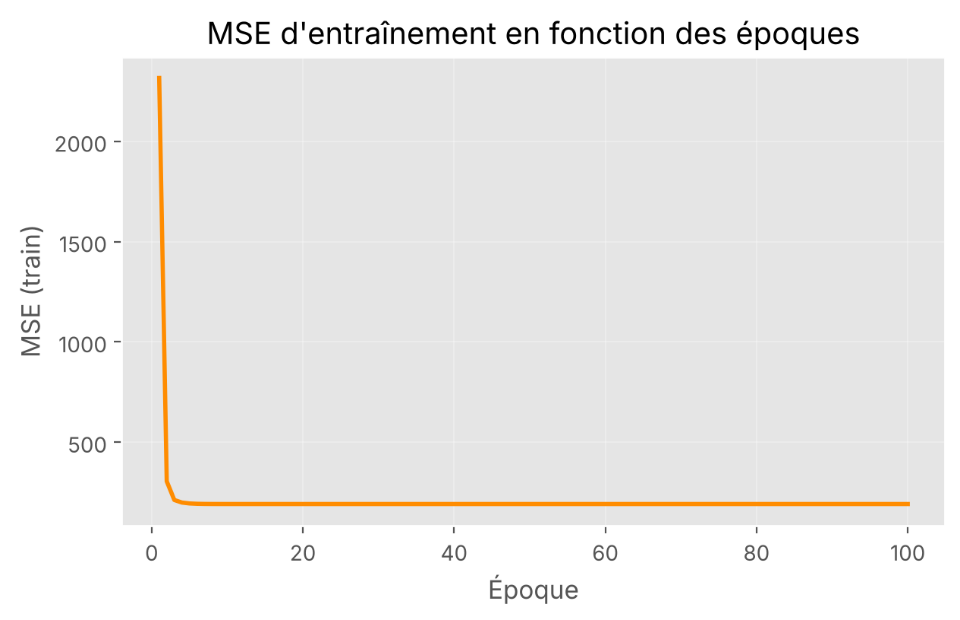 MSE d'entraînement en fonction des époques
MSE (train)
2000
1500
1000
500
0 20 40 60 80 100
Époque